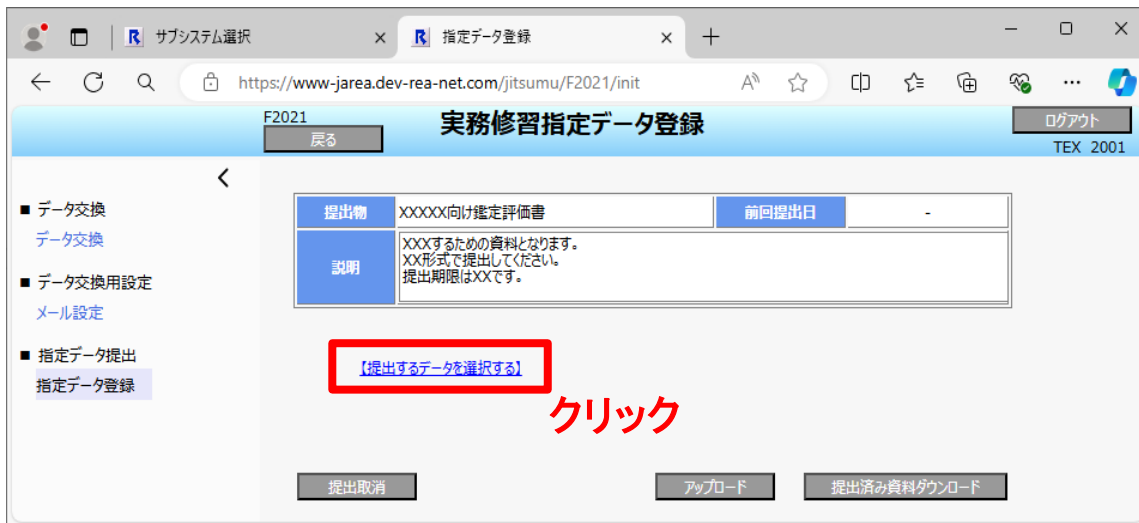 サブシステム選択
指定データ登録
https://www-jarea.dev-rea-net.com/jitsumu/F2021/init
F2021
戻る
実務修習指定データ登録
ログアウト
TEX 2001
■ データ交換
データ交換
■ データ交換用設定
メール設定
■ 指定データ提出
指定データ登録
提出物 XXXXX向け鑑定評価書 前回提出日 -
説明
XXXするための資料となります。
XX形式で提出してください。
提出期限はXXです。
【提出するデータを選択する】
クリック
提出取消 アップロード 提出済み資料ダウンロード